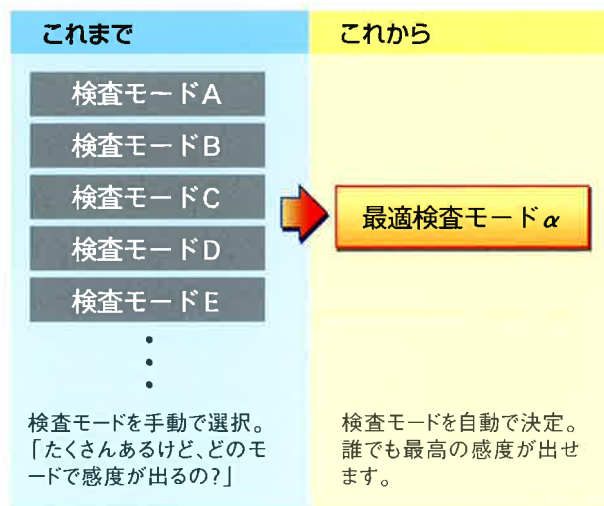 これまで
検査モードA
検査モードB
検査モードC
検査モードD
検査モードE
検査モードを手動で選択。
「たくさんあるけど、どのモ
ードで感度が出るの?」
これから
最適検査モードα
検査モードを自動で決定。
誰でも最高の感度が出せ
ます。